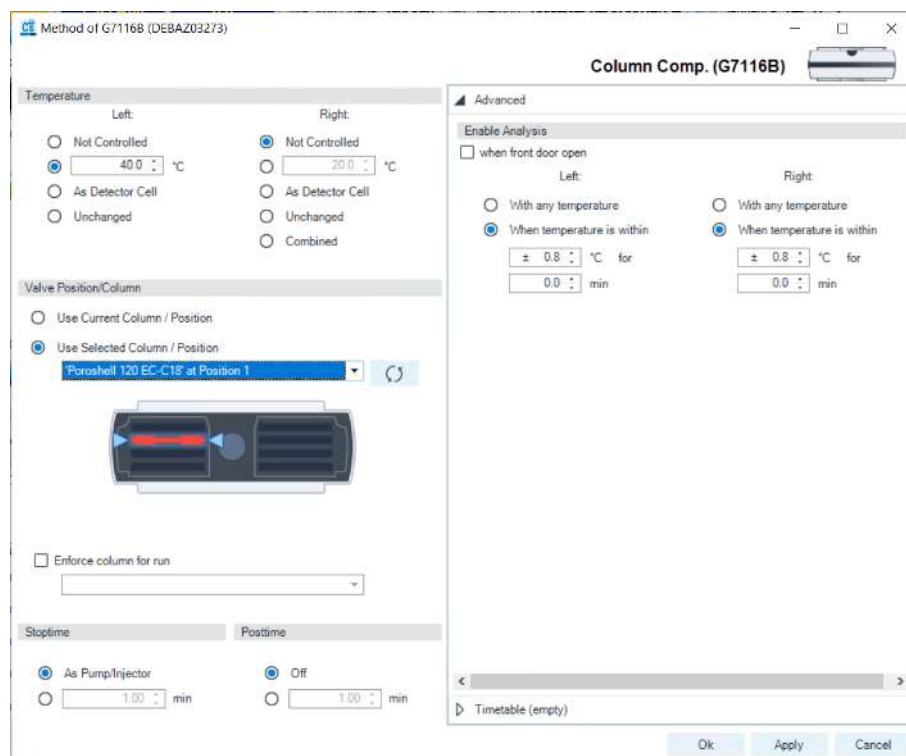 Method of G7116B (DEBAZ03273)
Column Comp. (G7116B)
Temperature
Left: Right:
Not Controlled Not Controlled
40.0 °C 20.0 °C
As Detector Cell As Detector Cell
Unchanged Unchanged
Combined
Valve Position/Column
Use Current Column / Position
Use Selected Column / Position
'Poroshell 120 EC-C18' at Position 1
Enforce column for run
Stoptime Posttime
As Pump/Injector Off
1.00 min 1.00 min
Advanced
Enable Analysis
when front door open
Left: Right:
With any temperature With any temperature
When temperature is within When temperature is within
± 0.8 °C for ± 0.8 °C for
0.0 min 0.0 min
Timetable (empty)
Ok Apply Cancel